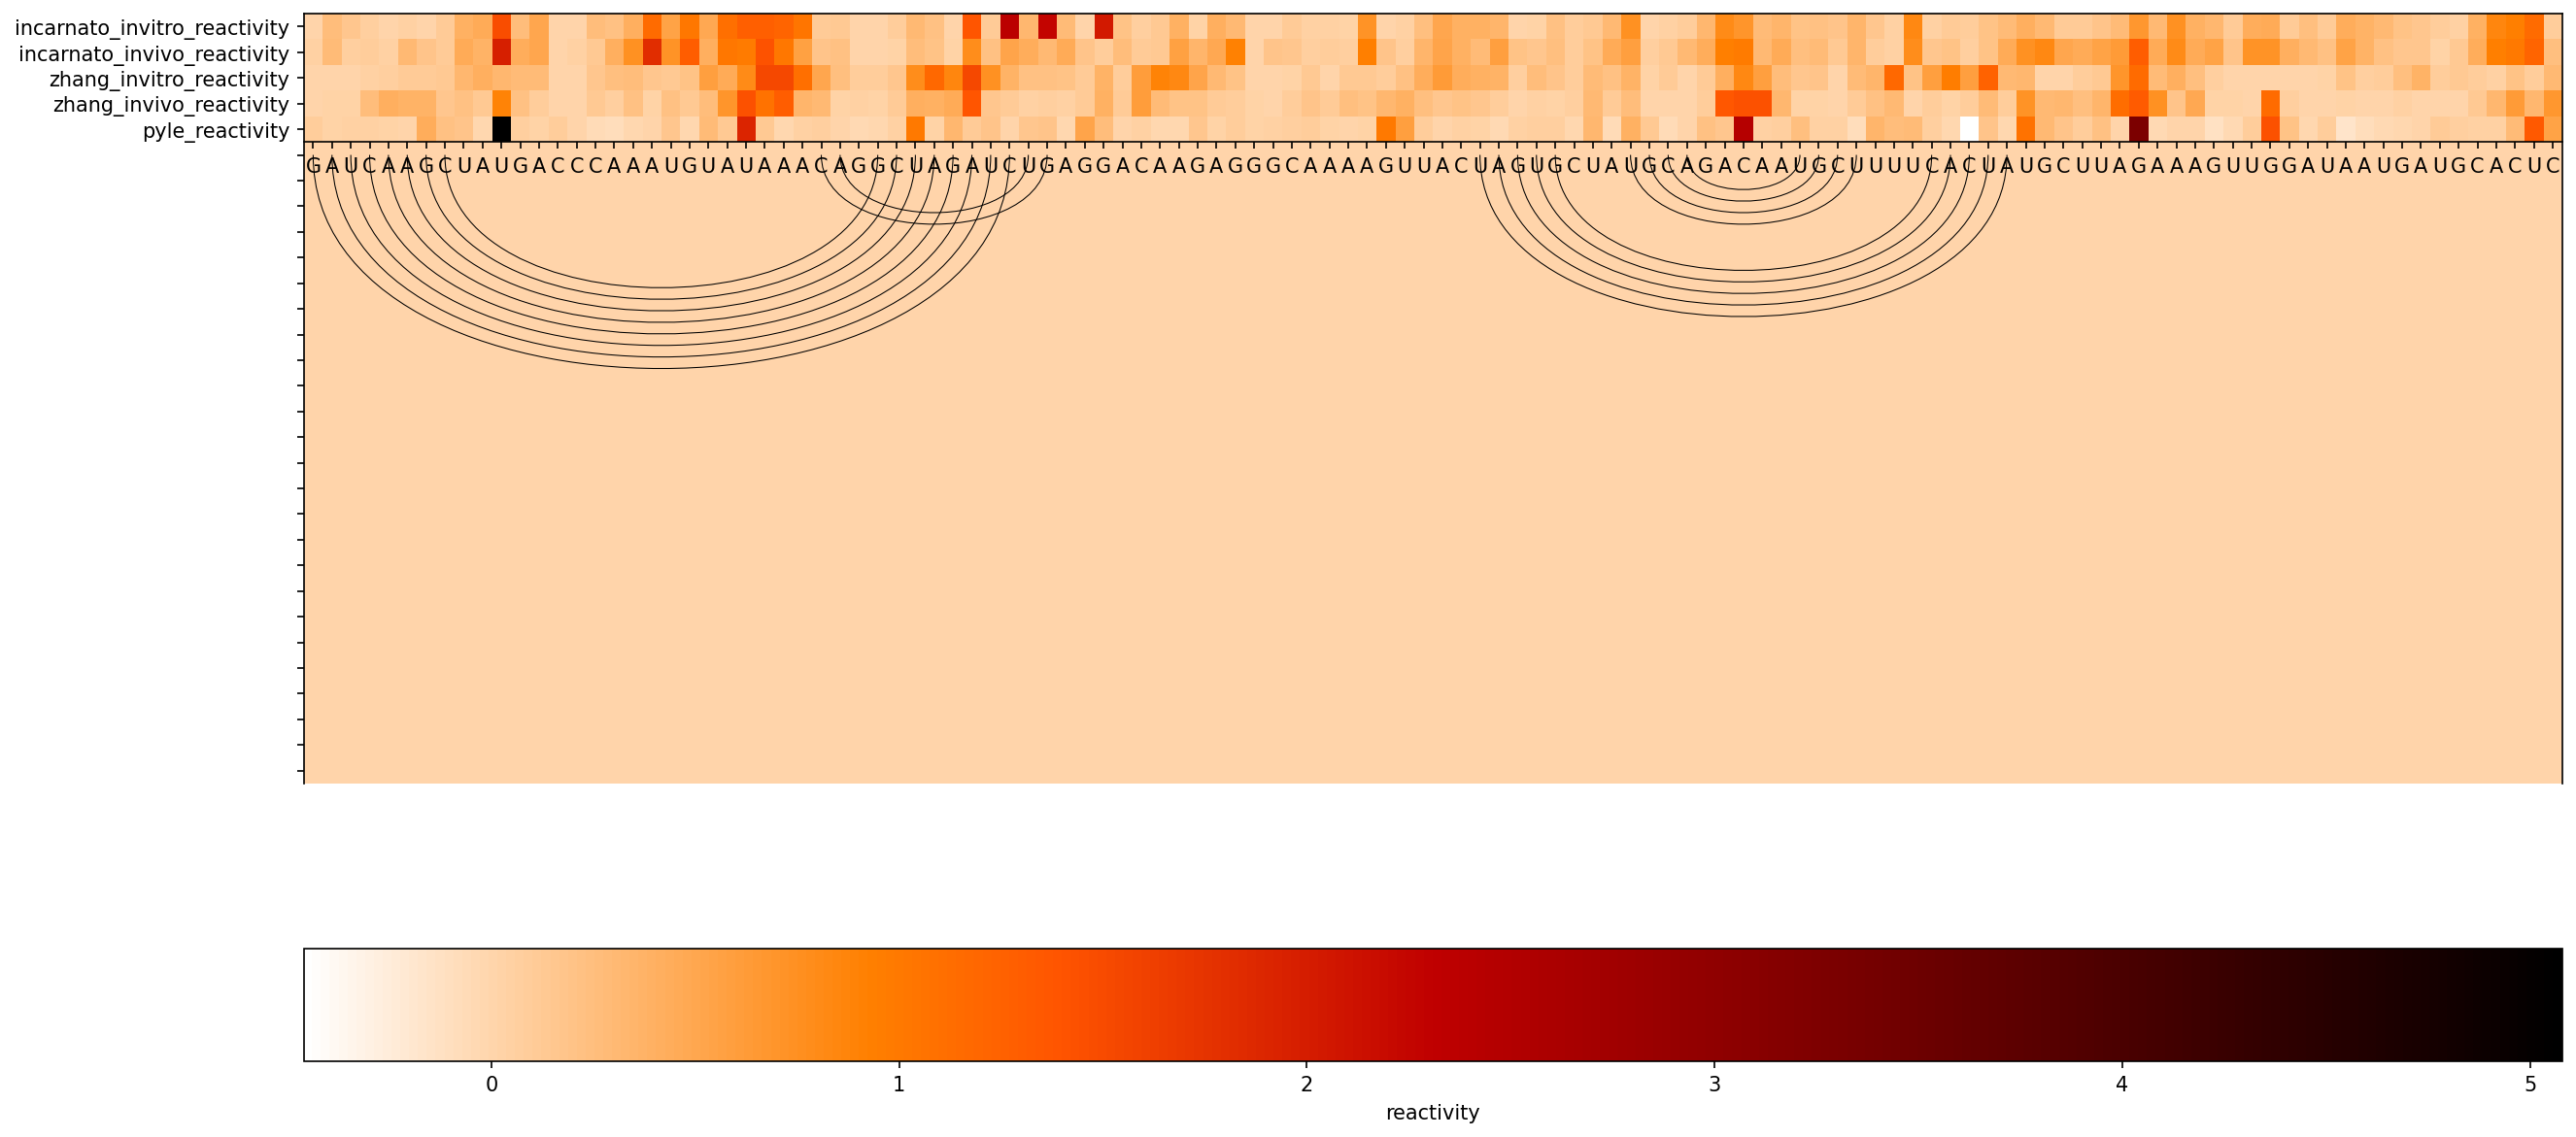 incarnato_invitro_reactivity
incarnato_invivo_reactivity
zhang_invitro_reactivity
zhang_invivo_reactivity
pyle_reactivity
GAUCAAGCUAUGACCCAAAUGUAUAAACAGGCUAGAUCUGAGGACAAGAGGGCAAAAGUUACUAGUGCUAUGCAGACAAUGCUUUUCACUAUGCUUAGAAAGUUGGAUAAUGAUGCACUC
0 1 2 3 4 5
reactivity